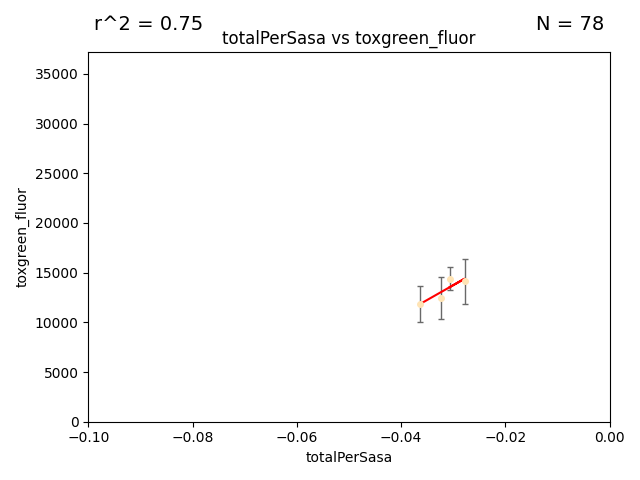 r^2 = 0.75
N = 78
totalPerSasa vs toxgreen_fluor
35000
30000
25000
20000
15000
10000
5000
0
toxgreen_fluor
−0.10
−0.08
−0.06
−0.04
−0.02
0.00
totalPerSasa